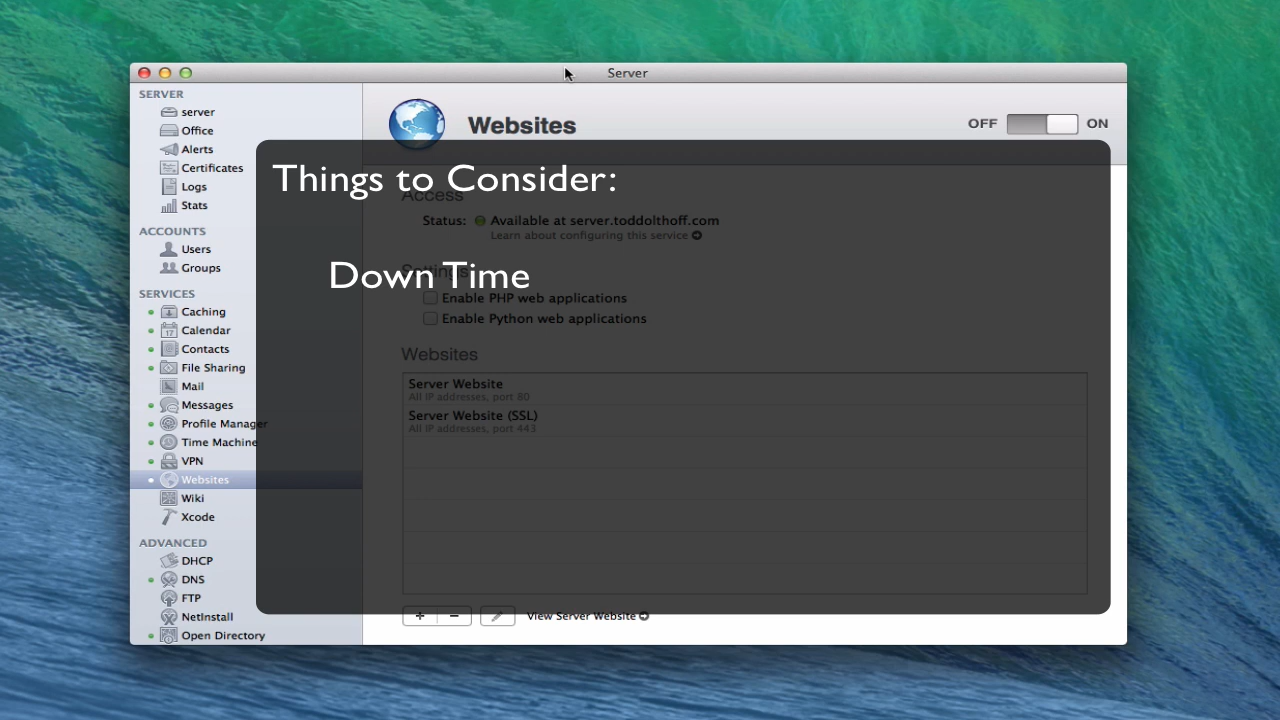 Server
SERVER
server
Office
Alerts
Certificates
Logs
Stats
ACCOUNTS
Users
Groups
SERVICES
Caching
17
Calendar
Contacts
File Sharing
Mail
Messages
Profile Manager
Time Machine
VPN
Websites
Wiki
Xcode
ADVANCED
DHCP
DNS
FTP
NetInstall
Open Directory
Websites
OFF ON
Things to Consider:
Down Time
Access
Status: Available at server.toddolthoff.com
Learn about configuring this service
Settings
Enable PHP web applications
Enable Python web applications
Websites
Server Website
All IP addresses, port 80
Server Website (SSL)
All IP addresses, port 443
+ − View Server Website